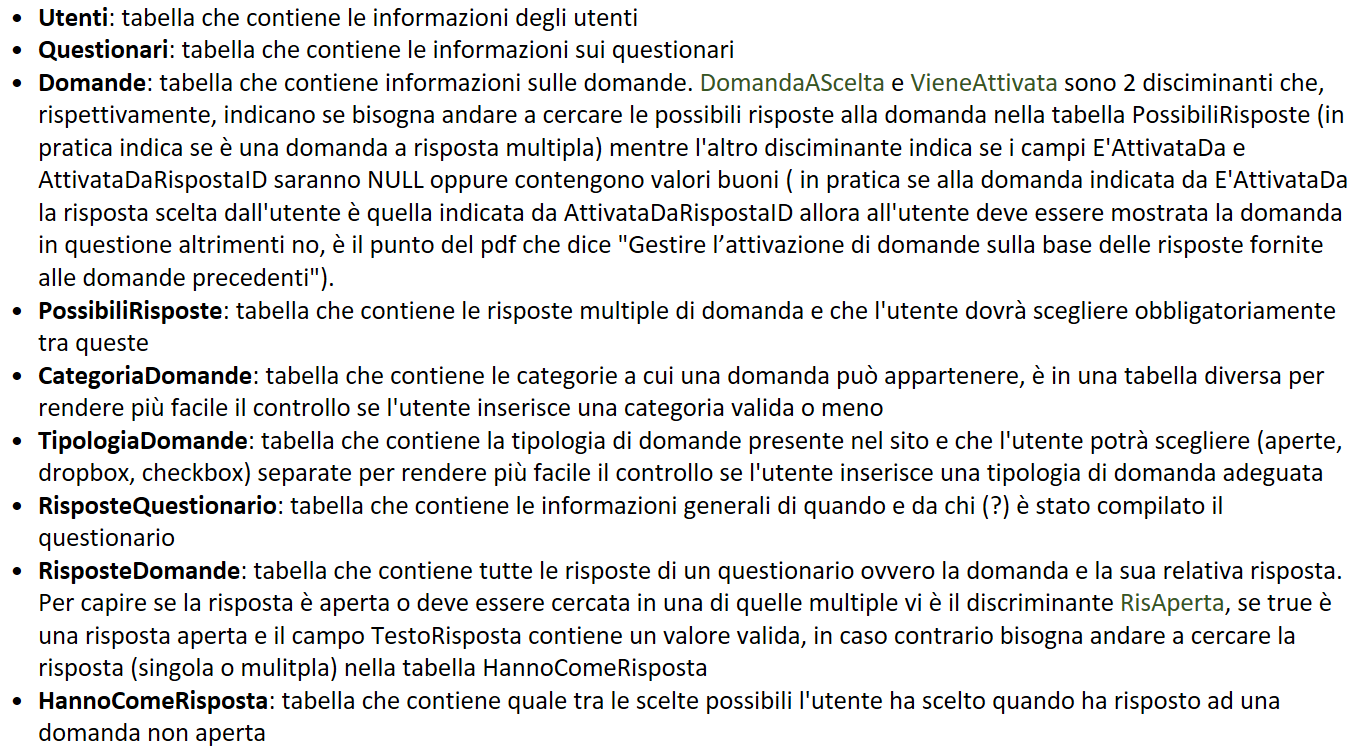 • Utenti: tabella che contiene le informazioni degli utenti
• Questionari: tabella che contiene le informazioni sui questionari
• Domande: tabella che contiene informazioni sulle domande. DomandaAScelta e VieneAttivata sono 2 disciminanti che,
rispettivamente, indicano se bisogna andare a cercare le possibili risposte alla domanda nella tabella PossibiliRisposte (in
pratica indica se è una domanda a risposta multipla) mentre l'altro disciminante indica se i campi E'AttivataDa e
AttivataDaRispostaID saranno NULL oppure contengono valori buoni ( in pratica se alla domanda indicata da E'AttivataDa
la risposta scelta dall'utente è quella indicata da AttivataDaRispostaID allora all'utente deve essere mostrata la domanda
in questione altrimenti no, è il punto del pdf che dice "Gestire l’attivazione di domande sulla base delle risposte fornite
alle domande precedenti").
• PossibiliRisposte: tabella che contiene le risposte multiple di domanda e che l'utente dovrà scegliere obbligatoriamente
tra queste
• CategoriaDomande: tabella che contiene le categorie a cui una domanda può appartenere, è in una tabella diversa per
rendere più facile il controllo se l'utente inserisce una categoria valida o meno
• TipologiaDomande: tabella che contiene la tipologia di domande presente nel sito e che l'utente potrà scegliere (aperte,
dropbox, checkbox) separate per rendere più facile il controllo se l'utente inserisce una tipologia di domanda adeguata
• RisposteQuestionario: tabella che contiene le informazioni generali di quando e da chi (?) è stato compilato il
questionario
• RisposteDomande: tabella che contiene tutte le risposte di un questionario ovvero la domanda e la sua relativa risposta.
Per capire se la risposta è aperta o deve essere cercata in una di quelle multiple vi è il discriminante RisAperta, se true è
una risposta aperta e il campo TestoRisposta contiene un valore valida, in caso contrario bisogna andare a cercare la
risposta (singola o mulitpla) nella tabella HannoComeRisposta
• HannoComeRisposta: tabella che contiene quale tra le scelte possibili l'utente ha scelto quando ha risposto ad una
domanda non aperta